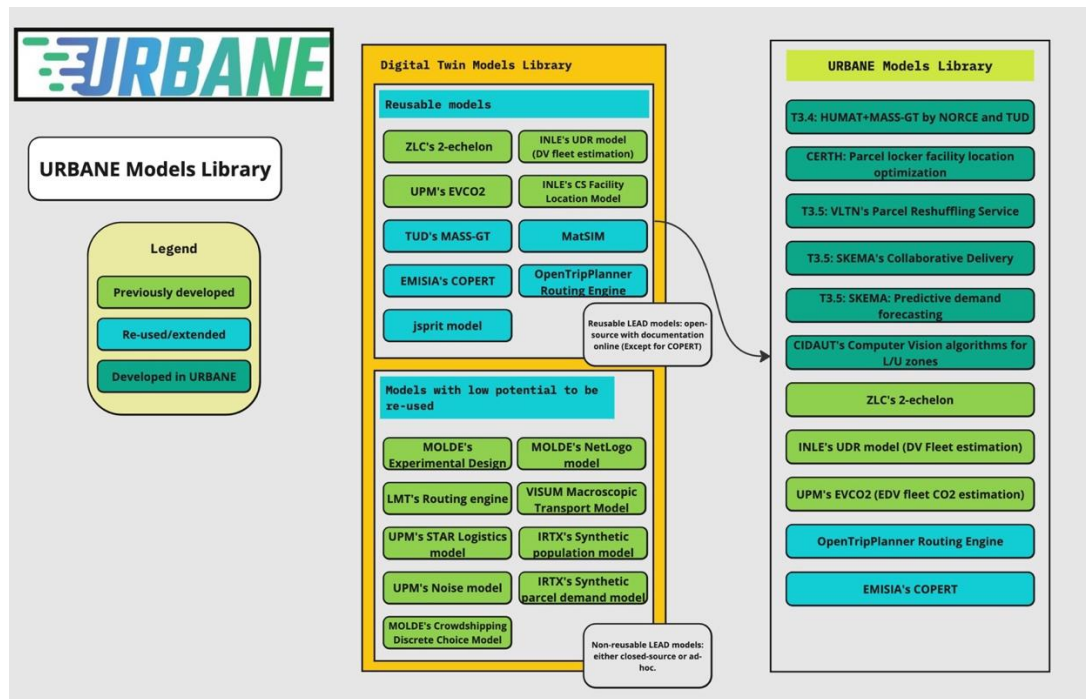 URBANE
URBANE Models Library
Legend
Previously developed
Re-used/extended
Developed in URBANE
Digital Twin Models Library
Reusable models
ZLC's 2-echelon
INLE's UDR model
(DV fleet estimation)
UPM's EVCO2
INLE's CS Facility
Location Model
TUD's MASS-GT
MatSIM
EMISIA's COPERT
OpenTripPlanner
Routing Engine
jsprit model
Reusable LEAD models: open-
source with documentation
online (Except for COPERT)
Models with low potential to be
re-used
MOLDE's
Experimental Design
MOLDE's NetLogo
model
LMT's Routing engine
VISUM Macroscopic
Transport Model
UPM's STAR Logistics
model
IRTX's Synthetic
population model
UPM's Noise model
IRTX's Synthetic
parcel demand model
MOLDE's Crowdshipping
Discrete Choice Model
Non-reusable LEAD models:
either closed-source or ad-
hoc.
URBANE Models Library
T3.4: HUMAT+MASS-GT by NORCE and TUD
CERTH: Parcel locker facility location
optimization
T3.5: VLTN's Parcel Reshuffling Service
T3.5: SKEMA's Collaborative Delivery
T3.5: SKEMA: Predictive demand
forecasting
CIDAUT's Computer Vision algorithms for
L/U zones
ZLC's 2-echelon
INLE's UDR model (DV Fleet estimation)
UPM's EVCO2 (EDV fleet CO2 estimation)
OpenTripPlanner Routing Engine
EMISIA's COPERT